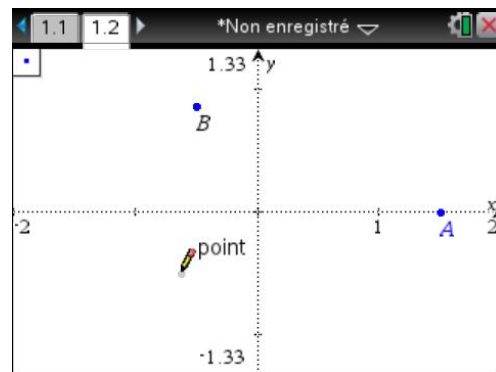 1.1 1.2 *Non enregistré
1.33 y
B
-2 1 A x 2
point
-1.33